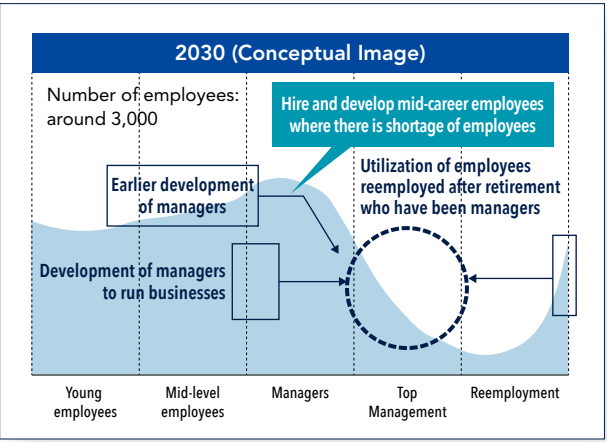 2030 (Conceptual Image)
Number of employees:
around 3,000
Hire and develop mid-career employees
where there is shortage of employees
Earlier development
of managers
Utilization of employees
reemployed after retirement
who have been managers
Development of managers
to run businesses
Young
employees
Mid-level
employees
Managers
Top
Management
Reemployment